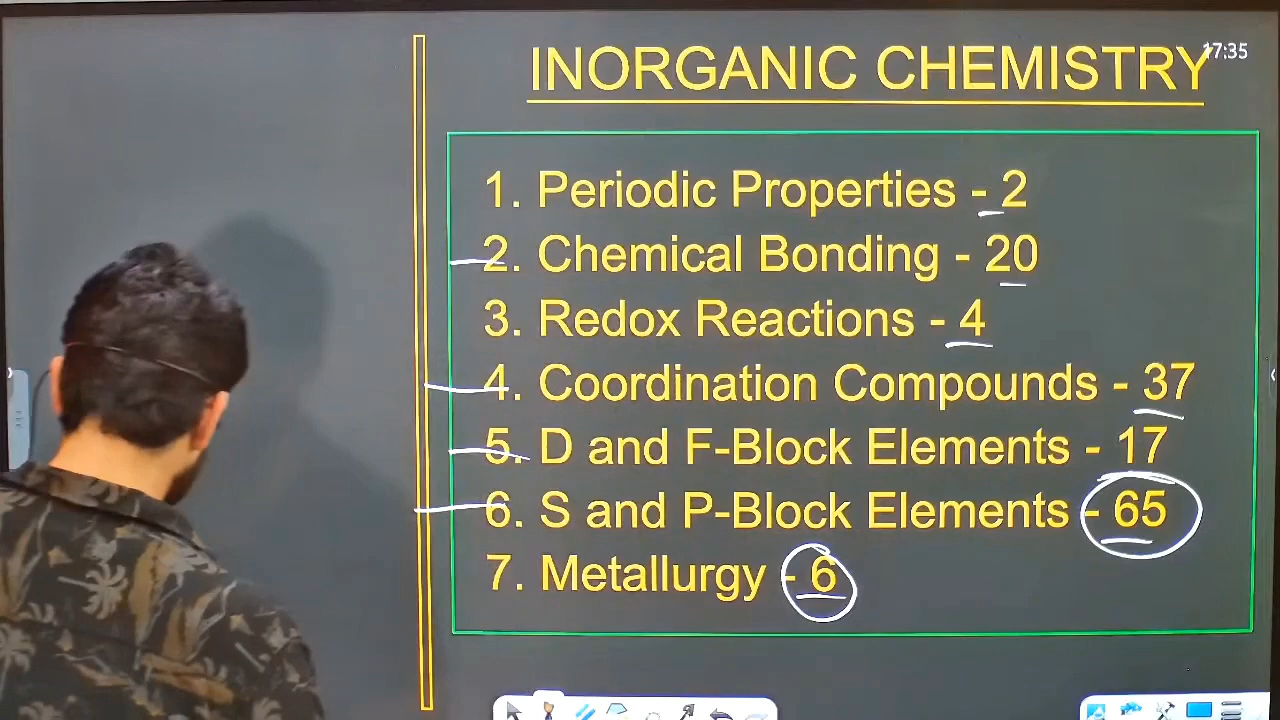 INORGANIC CHEMISTRY
17:35
1. Periodic Properties - 2
2. Chemical Bonding - 20
3. Redox Reactions - 4
4. Coordination Compounds - 37
5. D and F-Block Elements - 17
6. S and P-Block Elements - 65
7. Metallurgy - 6